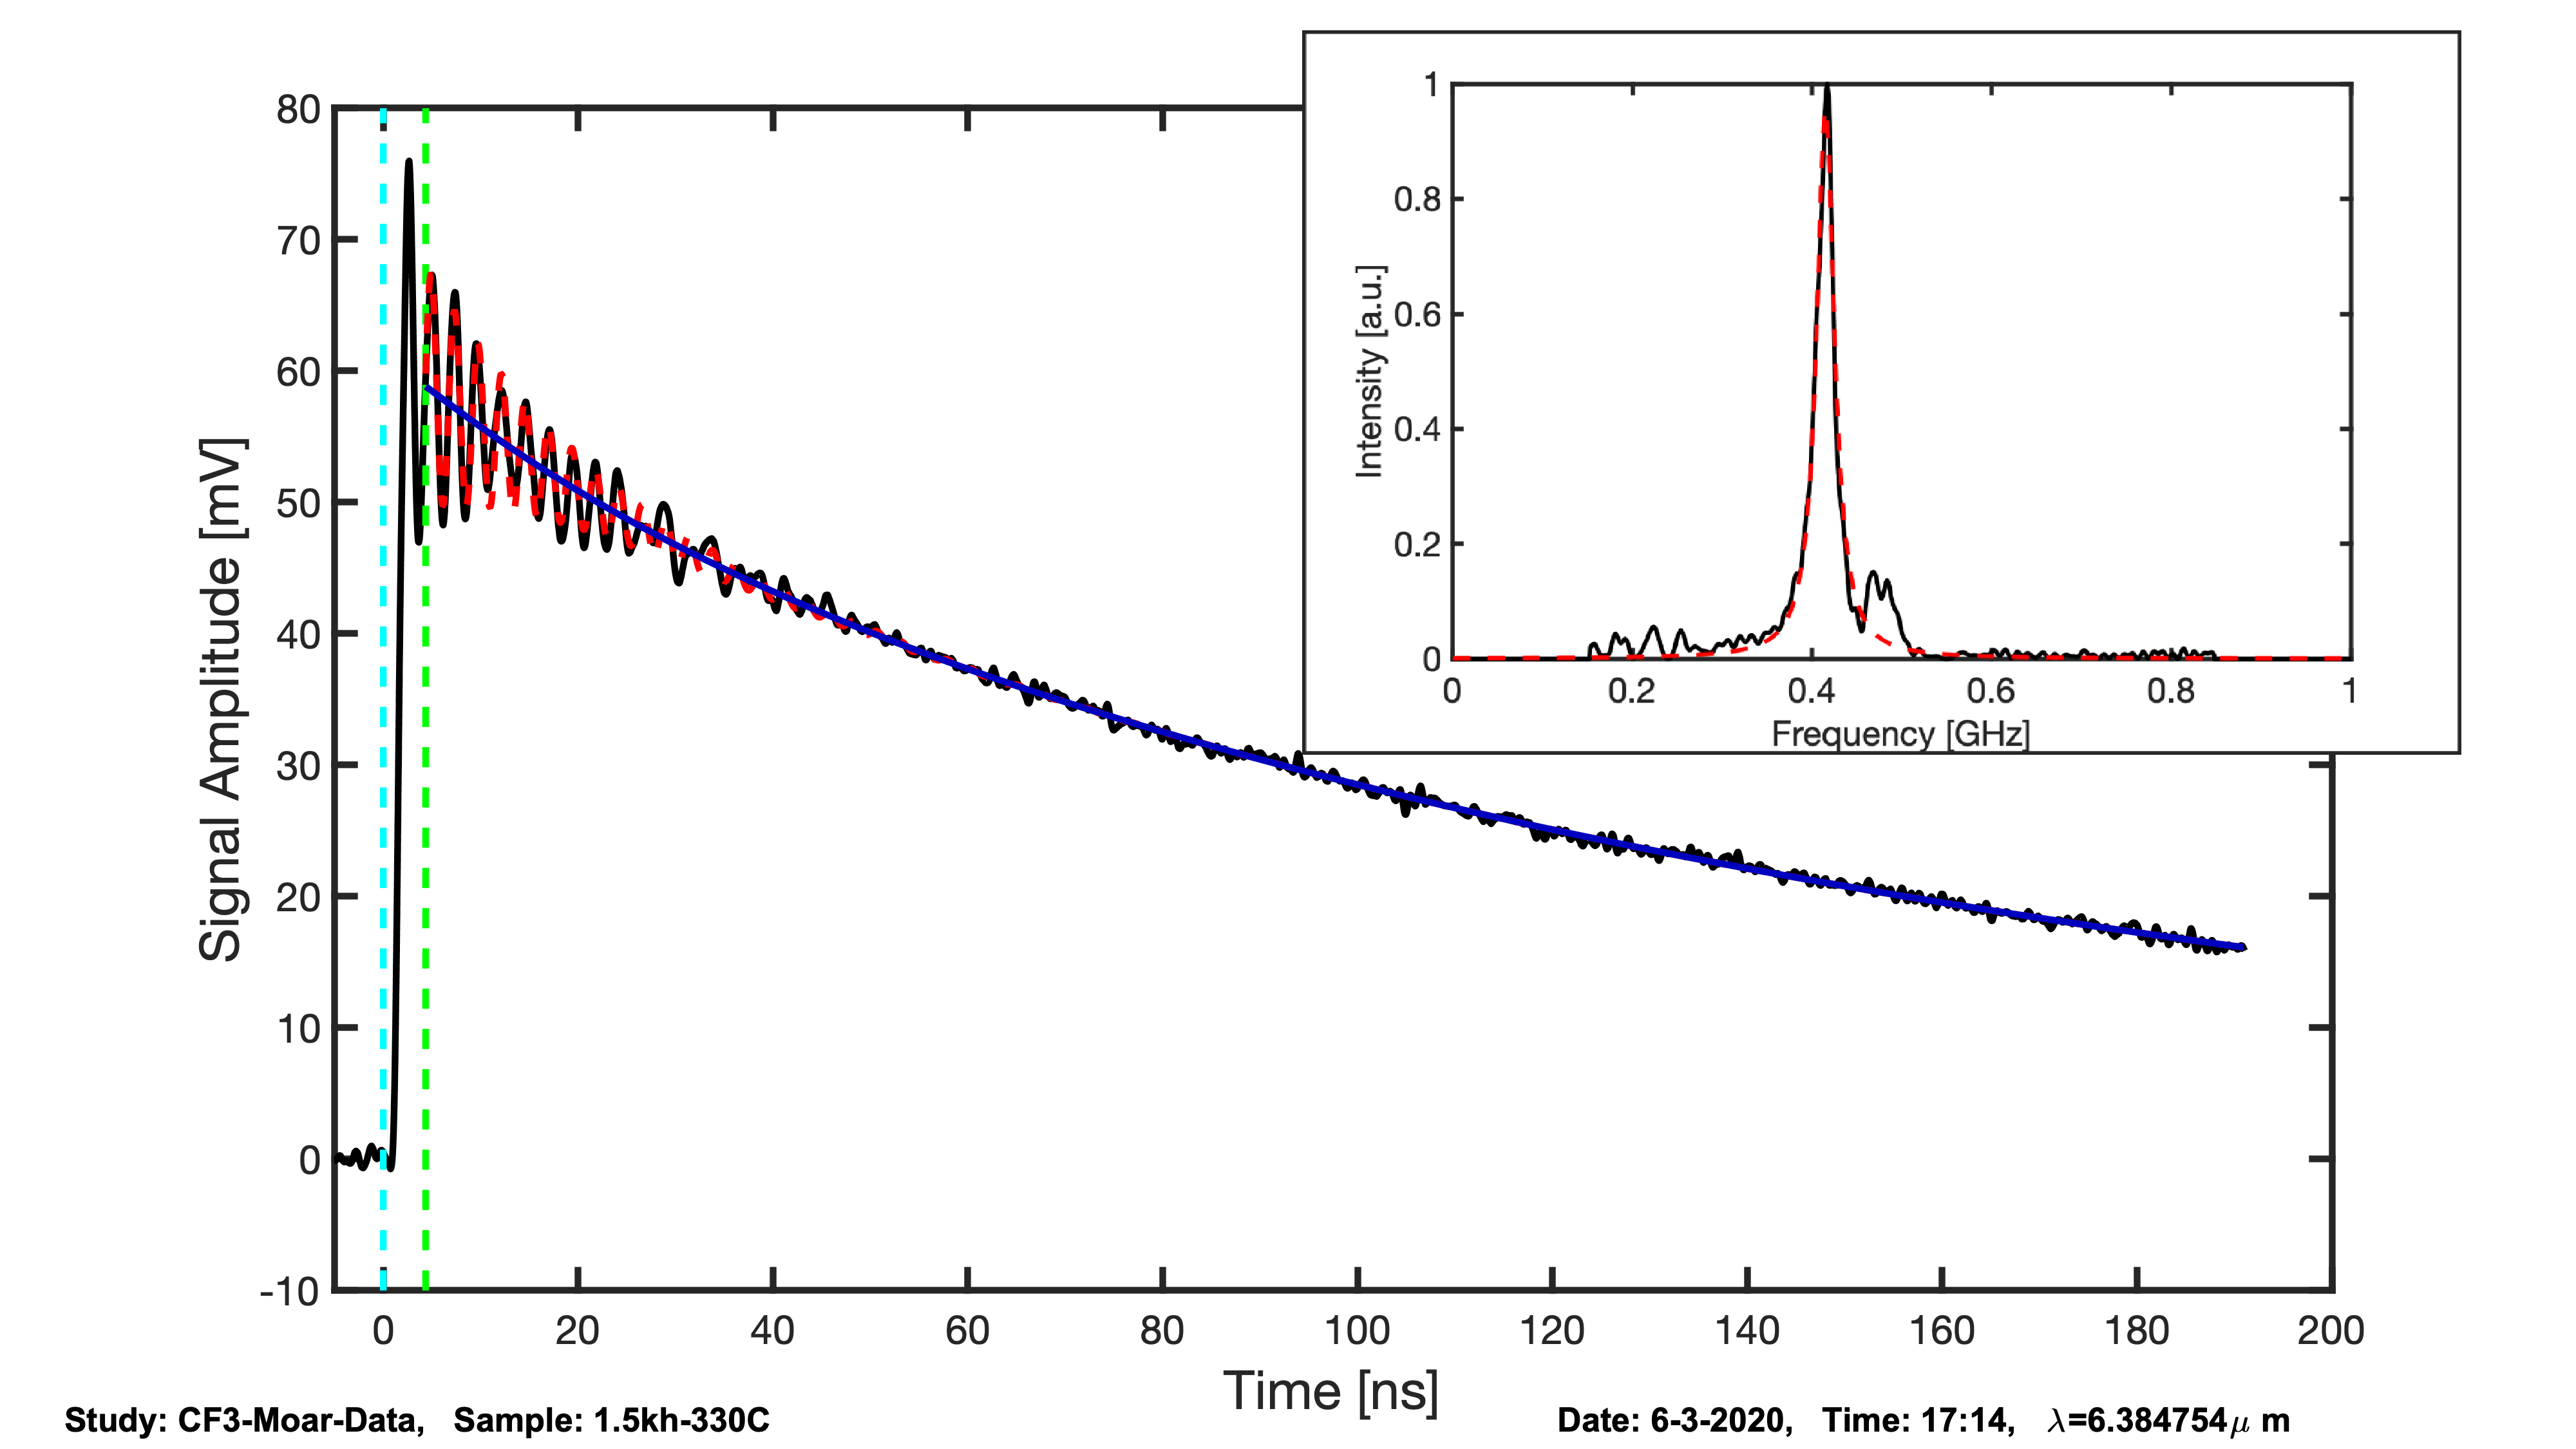 1
0.8
0.6
0.4
0.2
0
Intensity [a.u.]
0 0.2 0.4 0.6 0.8 1
Frequency [GHz]
80
70
60
50
40
30
20
10
0
-10
Signal Amplitude [mV]
0 20 40 60 80 100 120 140 160 180 200
Time [ns]
Study: CF3-Moar-Data, Sample: 1.5kh-330C
Date: 6-3-2020, Time: 17:14, λ=6.384754μ m